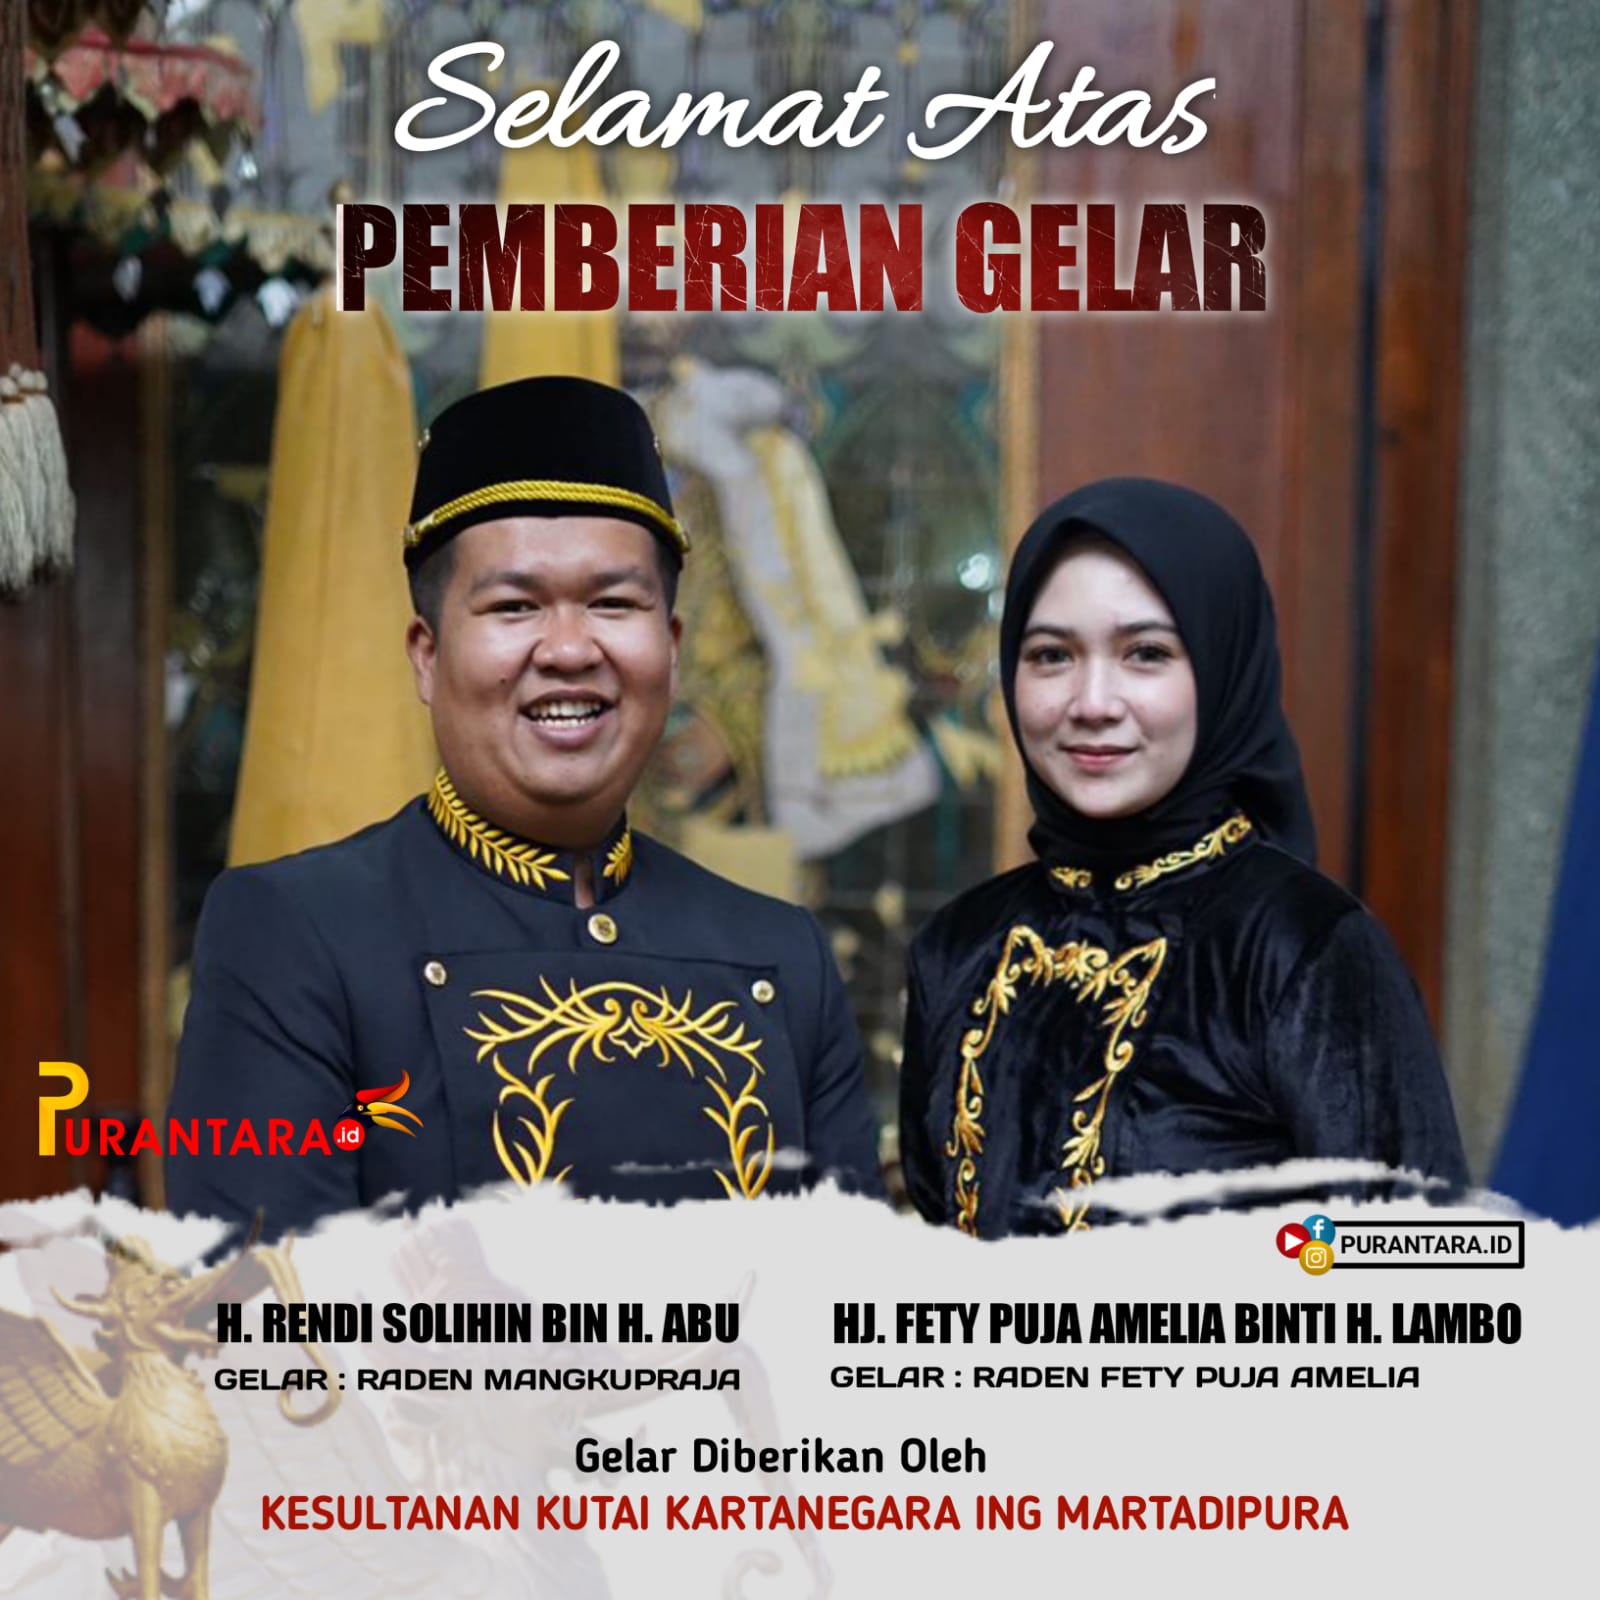 Selamat Atas
PEMBERIAN GELAR
PURANTARA.id
PURANTARA.ID
H. RENDI SOLIHIN BIN H. ABU
GELAR : RADEN MANGKUPRAJA
HJ. FETY PUJA AMELIA BINTI H. LAMBO
GELAR : RADEN FETY PUJA AMELIA
Gelar Diberikan Oleh
KESULTANAN KUTAI KARTANEGARA ING MARTADIPURA